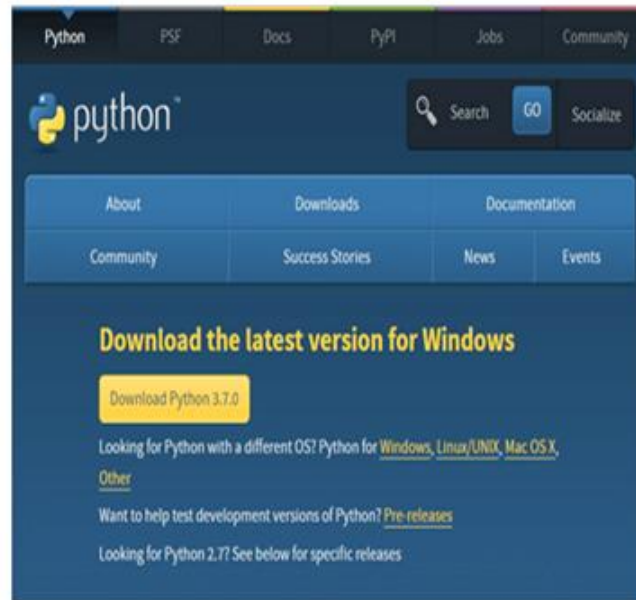 Python PSF Docs PyPI Jobs Community
python™
Search GO Socialize
About Downloads Documentation
Community Success Stories News Events
Download the latest version for Windows
Download Python 3.7.0
Looking for Python with a different OS? Python for Windows, Linux/UNIX, Mac OS X,
Other
Want to help test development versions of Python? Pre-releases
Looking for Python 2.7? See below for specific releases